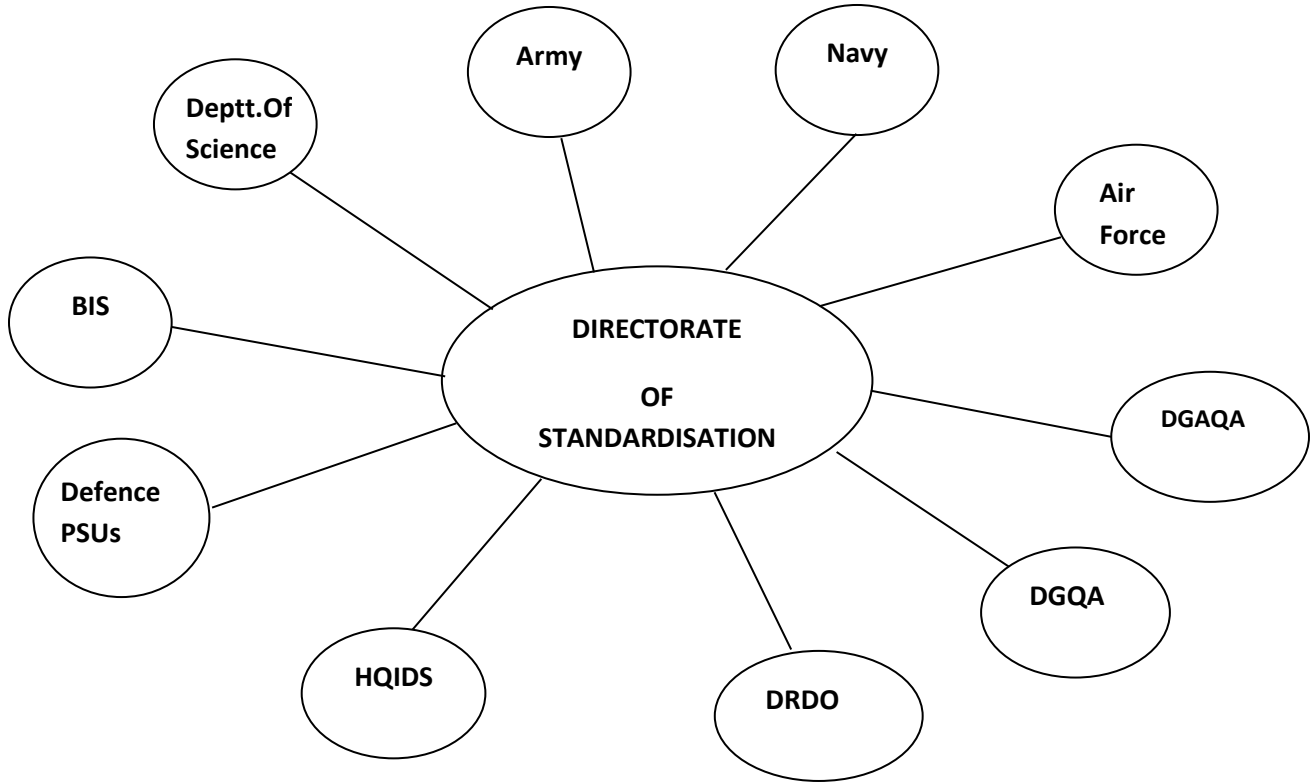 Army
Navy
Deptt.Of
Science
Air
Force
BIS
DIRECTORATE
OF
STANDARDISATION
DGAQA
Defence
PSUs
DGQA
HQIDS
DRDO